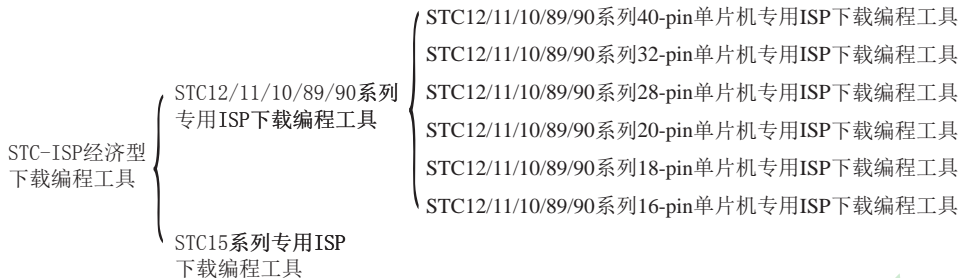 STC-ISP经济型
下载编程工具
STC12/11/10/89/90系列
专用ISP下载编程工具
STC12/11/10/89/90系列40-pin单片机专用ISP下载编程工具
STC12/11/10/89/90系列32-pin单片机专用ISP下载编程工具
STC12/11/10/89/90系列28-pin单片机专用ISP下载编程工具
STC12/11/10/89/90系列20-pin单片机专用ISP下载编程工具
STC12/11/10/89/90系列18-pin单片机专用ISP下载编程工具
STC12/11/10/89/90系列16-pin单片机专用ISP下载编程工具
STC15系列专用ISP
下载编程工具